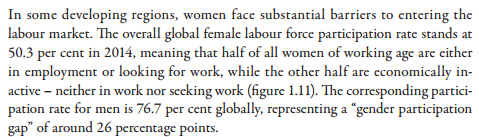 In some developing regions, women face substantial barriers to entering the
labour market. The overall global female labour force participation rate stands at
50.3 per cent in 2014, meaning that half of all women of working age are either
in employment or looking for work, while the other half are economically in-
active – neither in work nor seeking work (figure 1.11). The corresponding partici-
pation rate for men is 76.7 per cent globally, representing a “gender participation
gap” of around 26 percentage points.